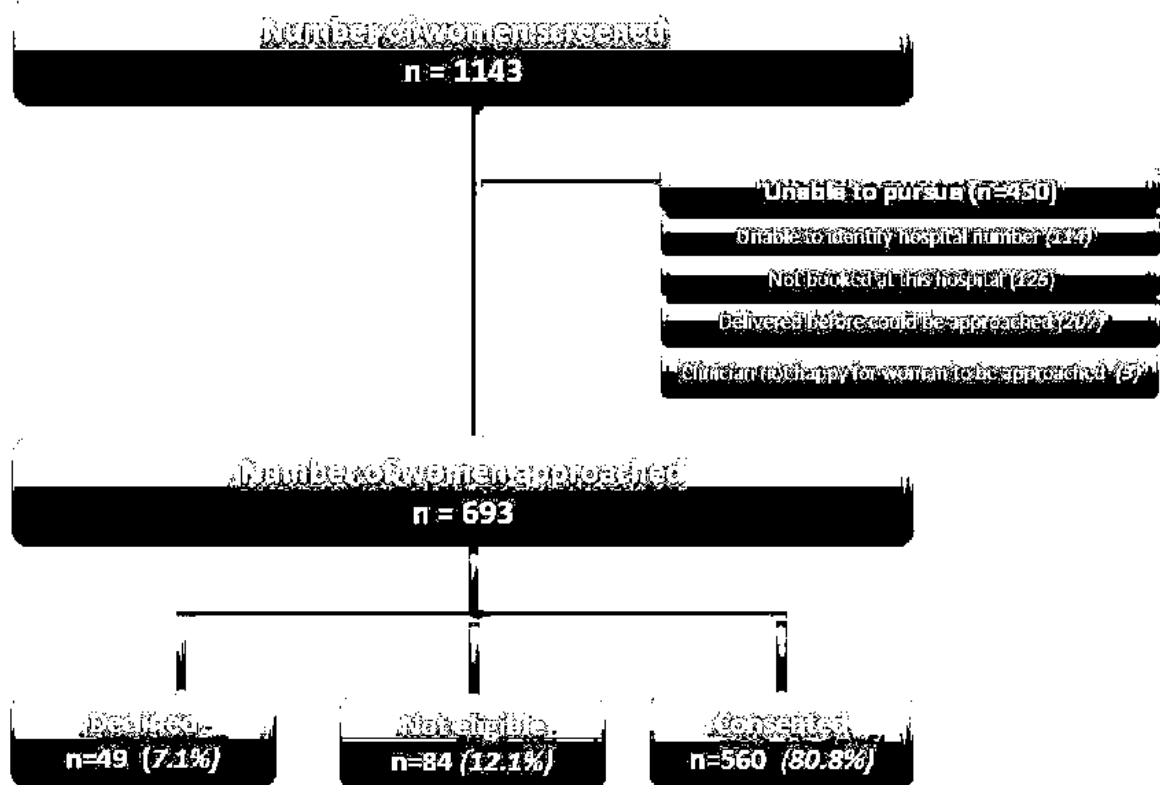 Number of women screened
n = 1143
Unable to pursue (n=450)
Unable to identify hospital number (114)
Not booked at this hospital (126)
Delivered before could be approached (207)
Clinician not happy for woman to be approached (3)
Number of women approached
n = 693
Declined
n=49 (7.1%)
Not eligible
n=84 (12.1%)
Consented
n=560 (80.8%)